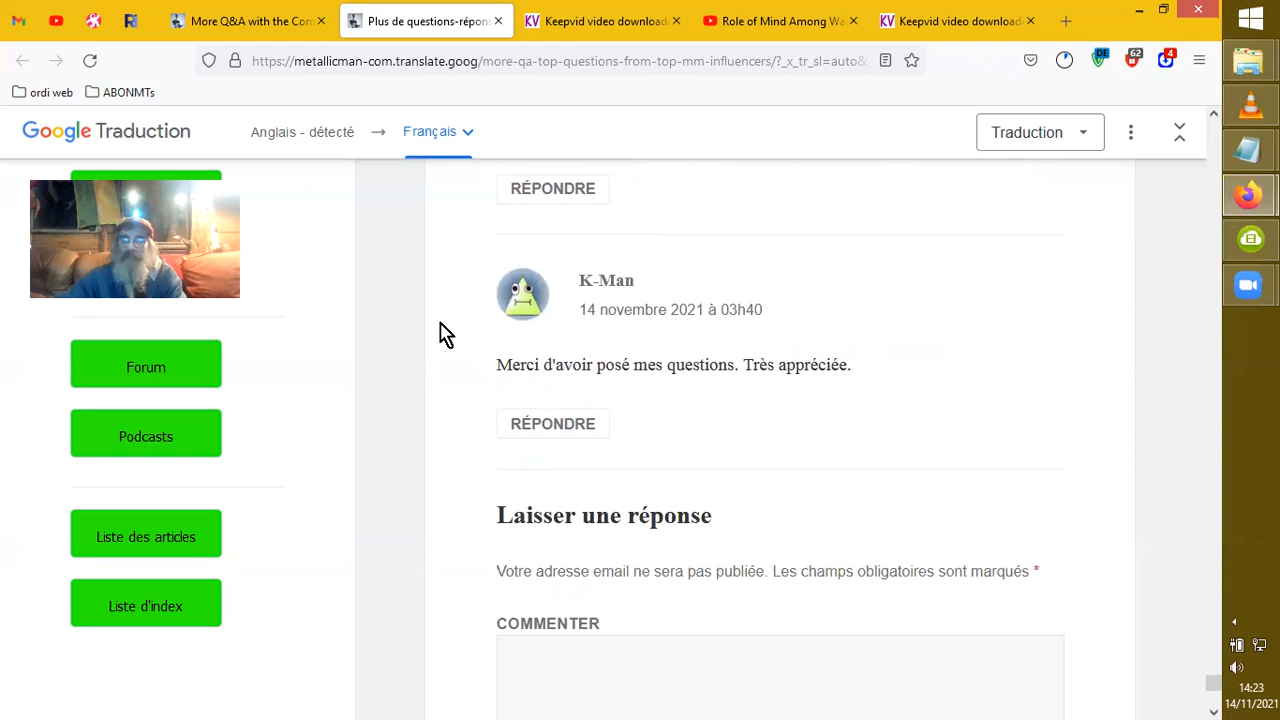 More Q&A with the Com
Plus de questions-répon
Keepvid video download
Role of Mind Among Wa
Keepvid video download
https://metallicman-com.translate.goog/more-qa-top-questions-from-top-mm-influencers/?_x_tr_sl=auto&
DE
62
4
ordi web
ABONMTs
Google Traduction
Anglais - détecté
Français
Traduction
RÉPONDRE
K-Man
14 novembre 2021 à 03h40
Merci d'avoir posé mes questions. Très appréciée.
RÉPONDRE
Forum
Podcasts
Liste des articles
Liste d'index
Laisser une réponse
Votre adresse email ne sera pas publiée. Les champs obligatoires sont marqués *
COMMENTER
14:23
14/11/2021